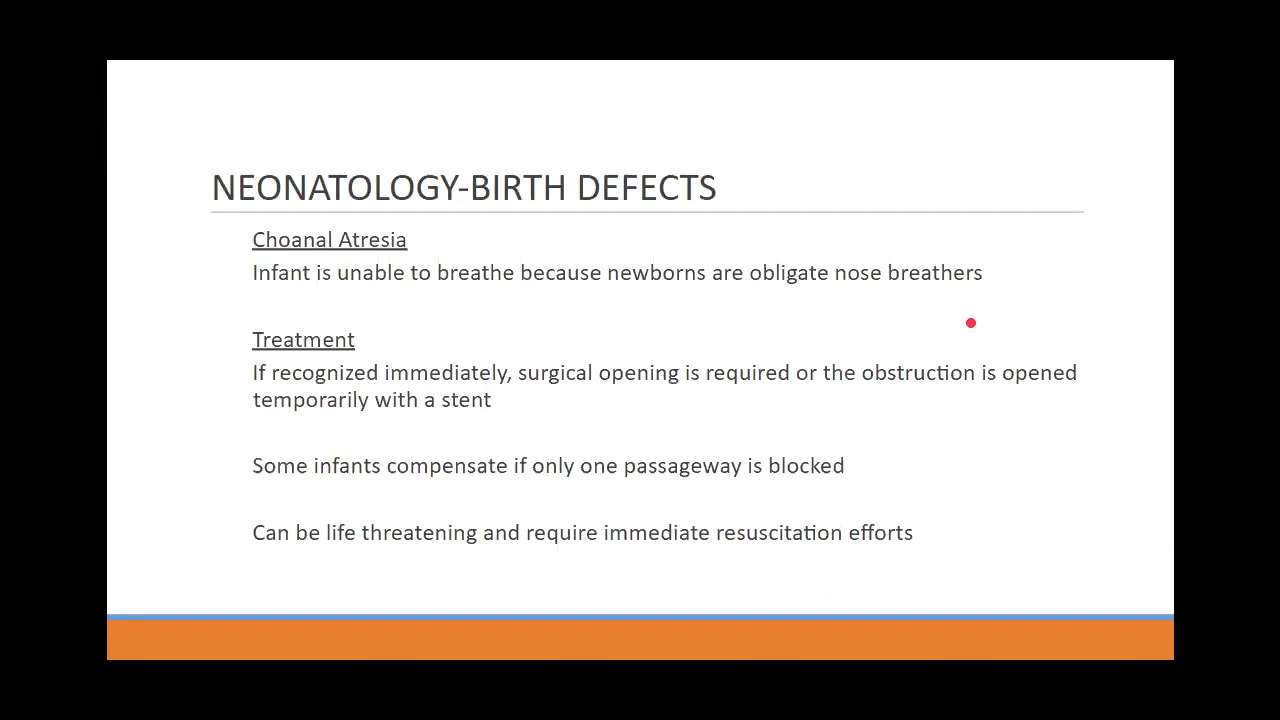 NEONATOLOGY-BIRTH DEFECTS
Choanal Atresia
Infant is unable to breathe because newborns are obligate nose breathers
Treatment
If recognized immediately, surgical opening is required or the obstruction is opened
temporarily with a stent
Some infants compensate if only one passageway is blocked
Can be life threatening and require immediate resuscitation efforts